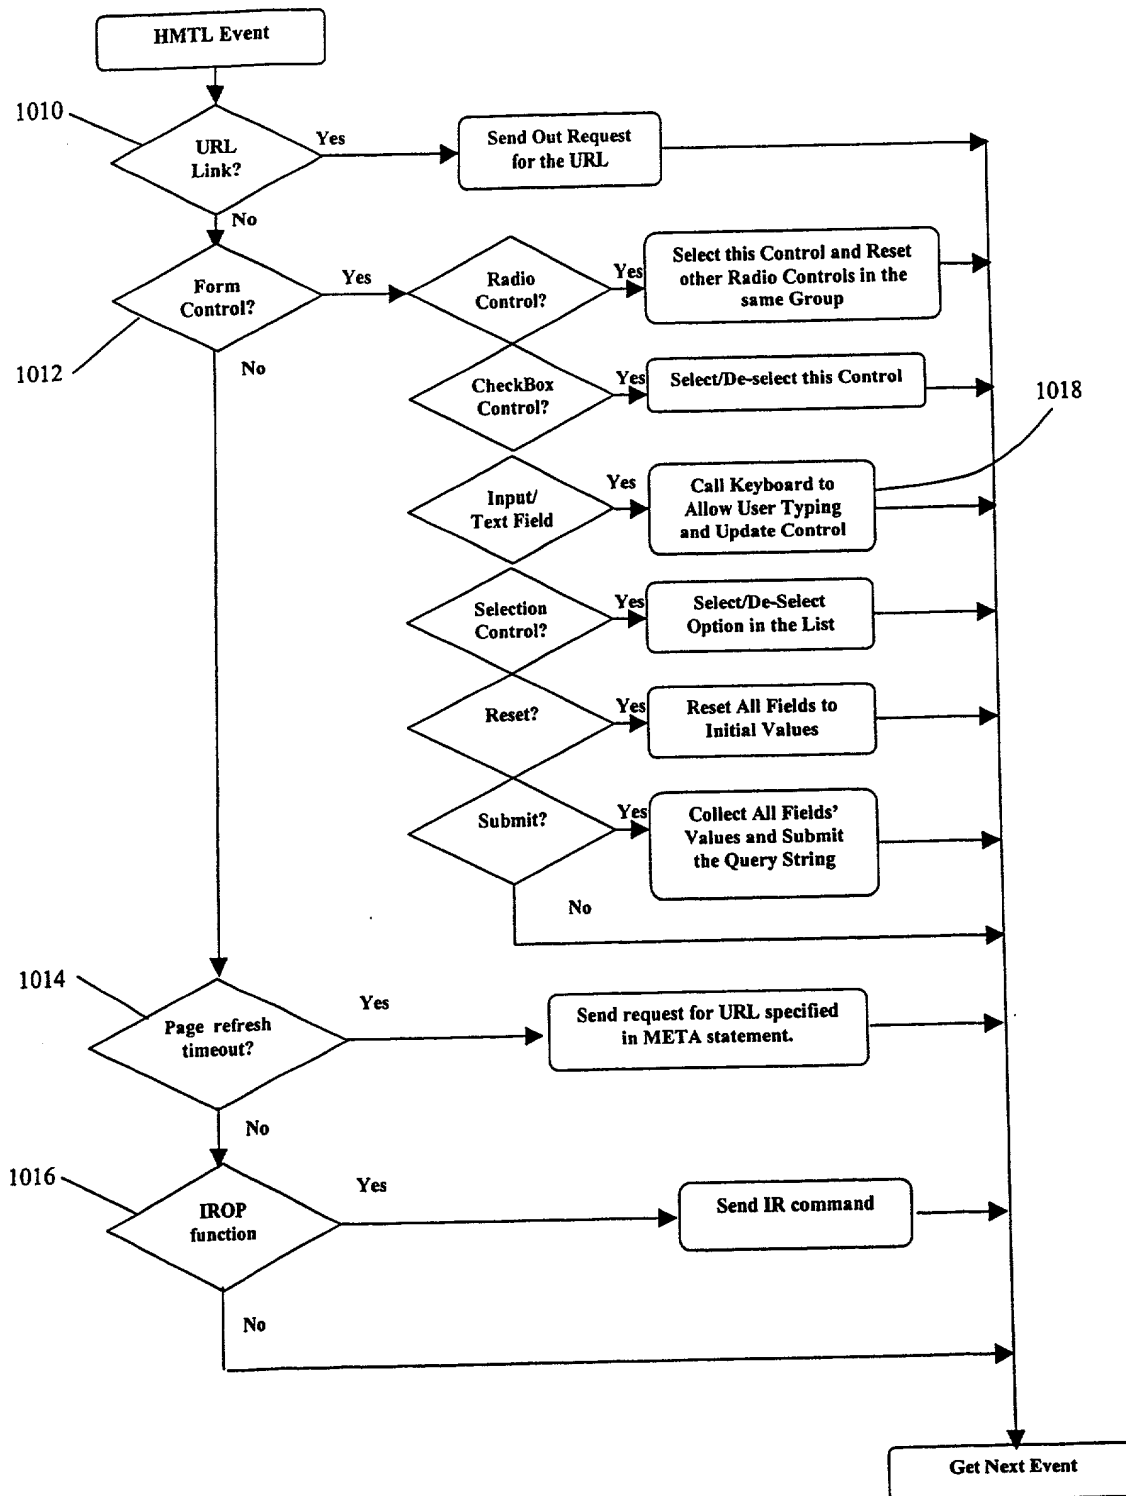 HMTL Event
1010
URL
Link?
Yes
Send Out Request
for the URL
No
Form
Control?
Yes
1012
No
Radio
Control?
Yes
Select this Control and Reset
other Radio Controls in the
same Group
CheckBox
Control?
Yes
Select/De-select this Control
1018
Input/
Text Field
Yes
Call Keyboard to
Allow User Typing
and Update Control
Selection
Control?
Yes
Select/De-Select
Option in the List
Reset?
Yes
Reset All Fields to
Initial Values
Submit?
Yes
Collect All Fields'
Values and Submit
the Query String
No
1014
Page refresh
timeout?
Yes
Send request for URL specified
in META statement.
No
1016
IROP
function
Yes
Send IR command
No
Get Next Event